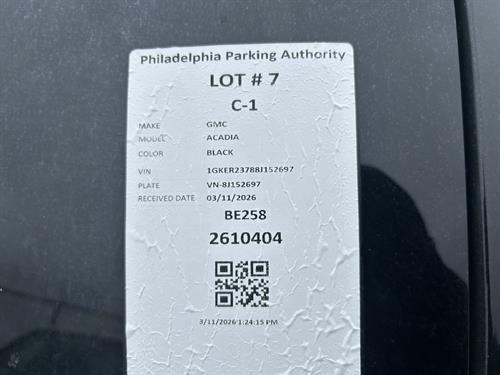 Philadelphia Parking Authority
LOT # 7
C-1
MAKE GMC
MODEL ACADIA
COLOR BLACK
VIN 1GKER23788J152697
PLATE VN-8J152697
RECEIVED DATE 03/11/2026
BE258
2610404
3/11/2026 1:24:15 PM